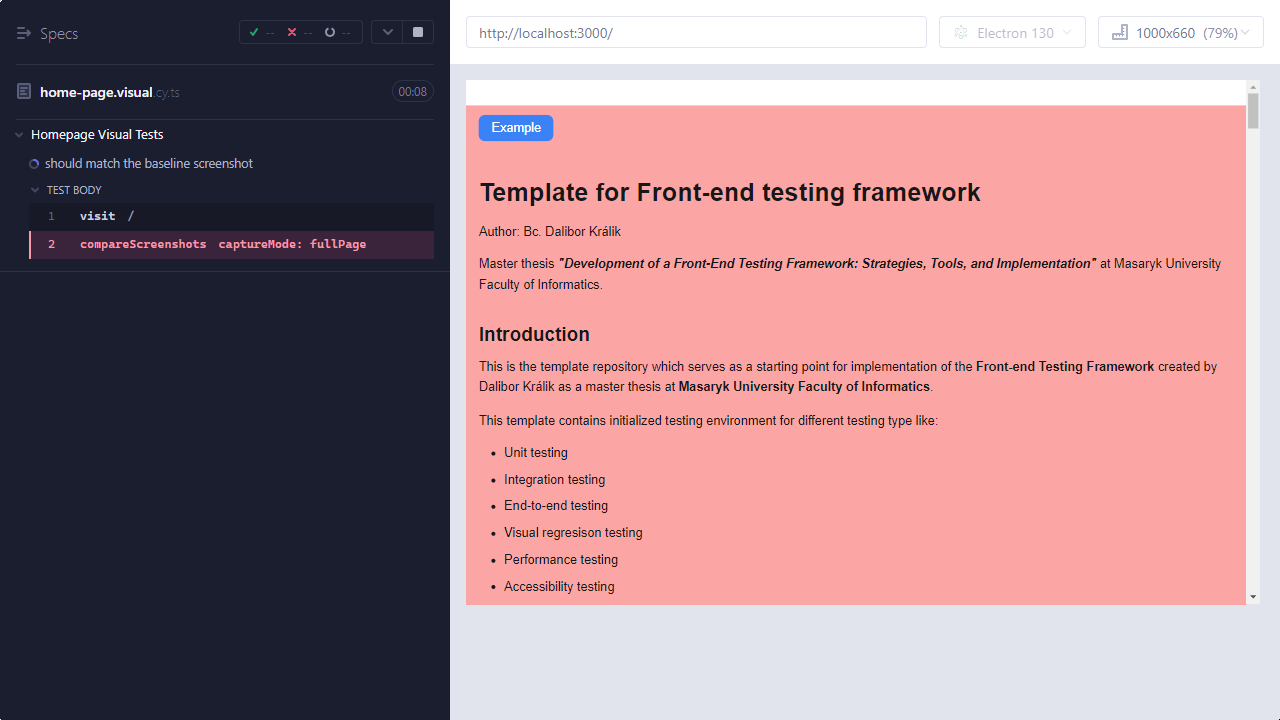 Specs
--
--
--
home-page.visual.cy.ts
00:08
Homepage Visual Tests
should match the baseline screenshot
TEST BODY
1 visit /
2 compareScreenshots captureMode: fullPage
http://localhost:3000/
Electron 130
1000x660 (79%)
Example
Template for Front-end testing framework
Author: Bc. Dalibor Králik
Master thesis "Development of a Front-End Testing Framework: Strategies, Tools, and Implementation" at Masaryk University
Faculty of Informatics.
Introduction
This is the template repository which serves as a starting point for implementation of the Front-end Testing Framework created by
Dalibor Králik as a master thesis at Masaryk University Faculty of Informatics.
This template contains initialized testing environment for different testing type like:
• Unit testing
• Integration testing
• End-to-end testing
• Visual regresison testing
• Performance testing
• Accessibility testing